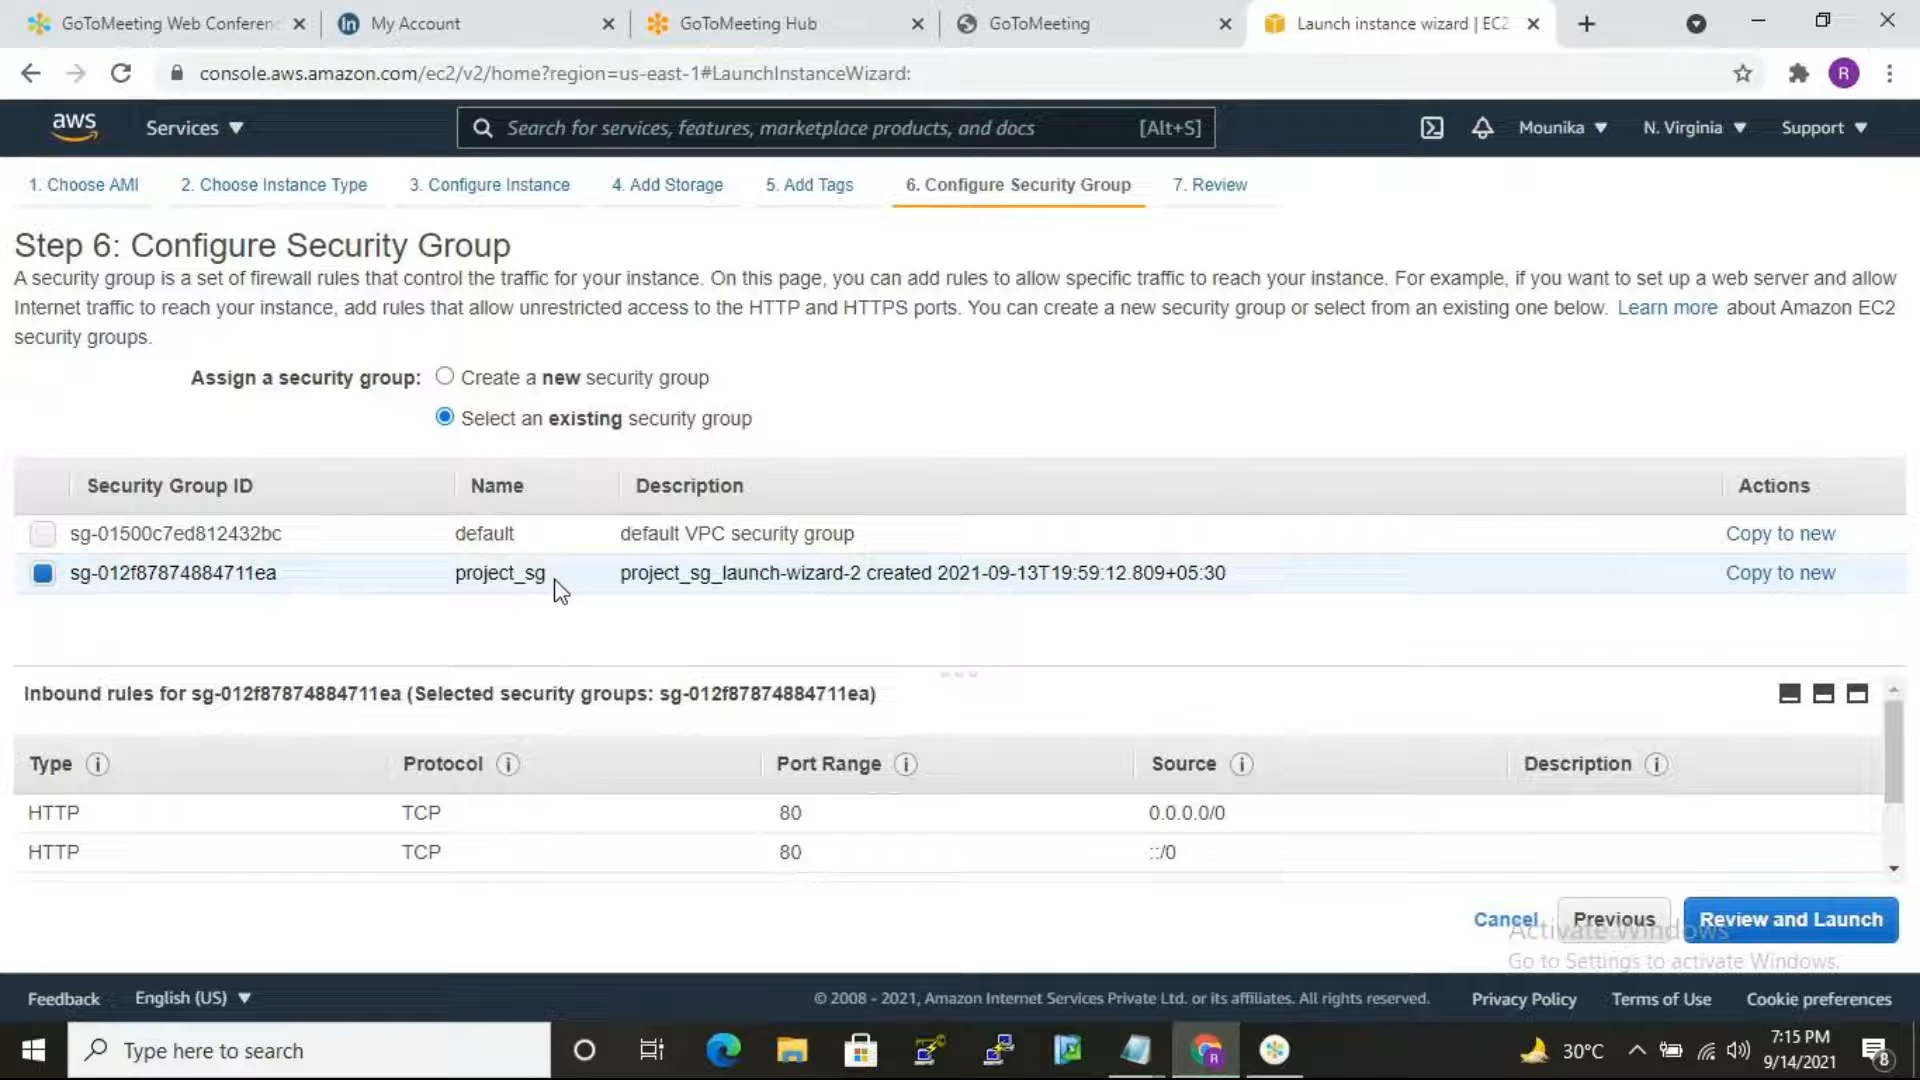 GoToMeeting Web Conferen
My Account
GoToMeeting Hub
GoToMeeting
Launch instance wizard | EC2
console.aws.amazon.com/ec2/v2/home?region=us-east-1#LaunchInstanceWizard:
R
aws
Services
Search for services, features, marketplace products, and docs
[Alt+S]
Mounika
N. Virginia
Support
1. Choose AMI
2. Choose Instance Type
3. Configure Instance
4. Add Storage
5. Add Tags
6. Configure Security Group
7. Review
Step 6: Configure Security Group
A security group is a set of firewall rules that control the traffic for your instance. On this page, you can add rules to allow specific traffic to reach your instance. For example, if you want to set up a web server and allow
Internet traffic to reach your instance, add rules that allow unrestricted access to the HTTP and HTTPS ports. You can create a new security group or select from an existing one below. Learn more about Amazon EC2
security groups.
Assign a security group:
Create a new security group
Select an existing security group
Security Group ID
Name
Description
Actions
sg-01500c7ed812432bc
default
default VPC security group
Copy to new
sg-012f87874884711ea
project_sg
project_sg_launch-wizard-2 created 2021-09-13T19:59:12.809+05:30
Copy to new
Inbound rules for sg-012f87874884711ea (Selected security groups: sg-012f87874884711ea)
Type
Protocol
Port Range
Source
Description
HTTP
TCP
80
0.0.0.0/0
HTTP
TCP
80
::/0
Cancel
Previous
Review and Launch
Activate Windows
Go to Settings to activate Windows.
Feedback
English (US)
© 2008 - 2021, Amazon Internet Services Private Ltd. or its affiliates. All rights reserved.
Privacy Policy
Terms of Use
Cookie preferences
Type here to search
30°C
7:15 PM
9/14/2021
8